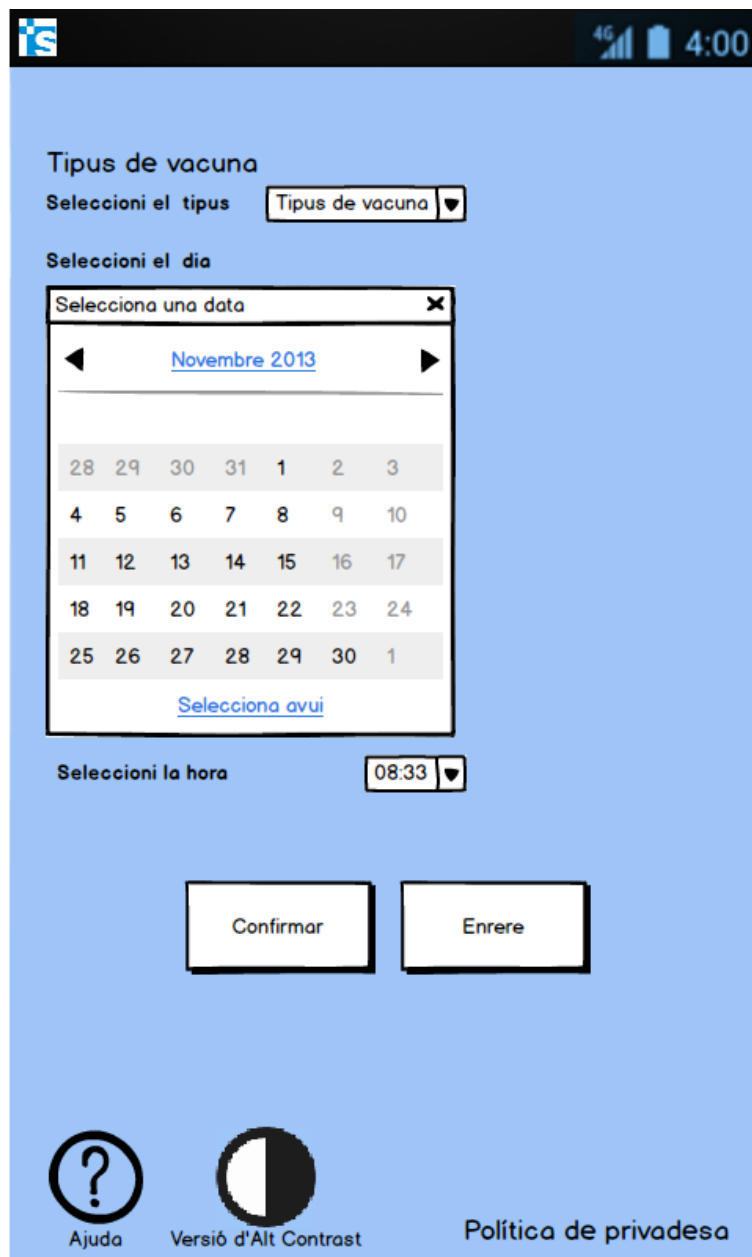 is 4G 4:00
Tipus de vacuna
Seleccioni el tipus Tipus de vacuna
Seleccioni el dia
Selecciona una data
Novembre 2013
28 29 30 31 1 2 3
4 5 6 7 8 9 10
11 12 13 14 15 16 17
18 19 20 21 22 23 24
25 26 27 28 29 30 1
Selecciona avui
Seleccioni la hora 08:33
Confirmar Enrere
?
Ajuda Versió d'Alt Contrast Política de privadesa